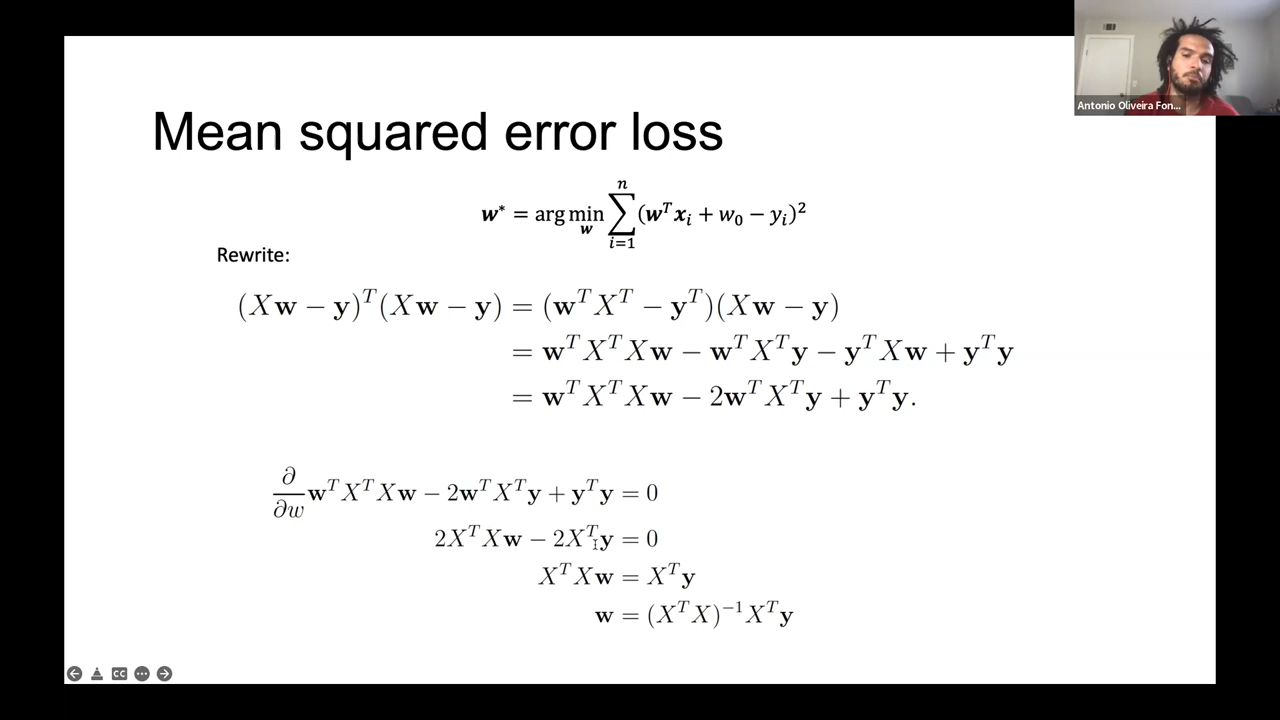 Antonio Oliveira Fon...
Mean squared error loss
w* = arg min_w ∑_{i=1}^{n} (w^T x_i + w_0 − y_i)^2
Rewrite:
(Xw − y)^T (Xw − y) = (w^T X^T − y^T)(Xw − y)
= w^T X^T Xw − w^T X^T y − y^T Xw + y^T y
= w^T X^T Xw − 2w^T X^T y + y^T y.
∂/∂w w^T X^T Xw − 2w^T X^T y + y^T y = 0
2X^T Xw − 2X^T y = 0
X^T Xw = X^T y
w = (X^T X)^{−1} X^T y
CC